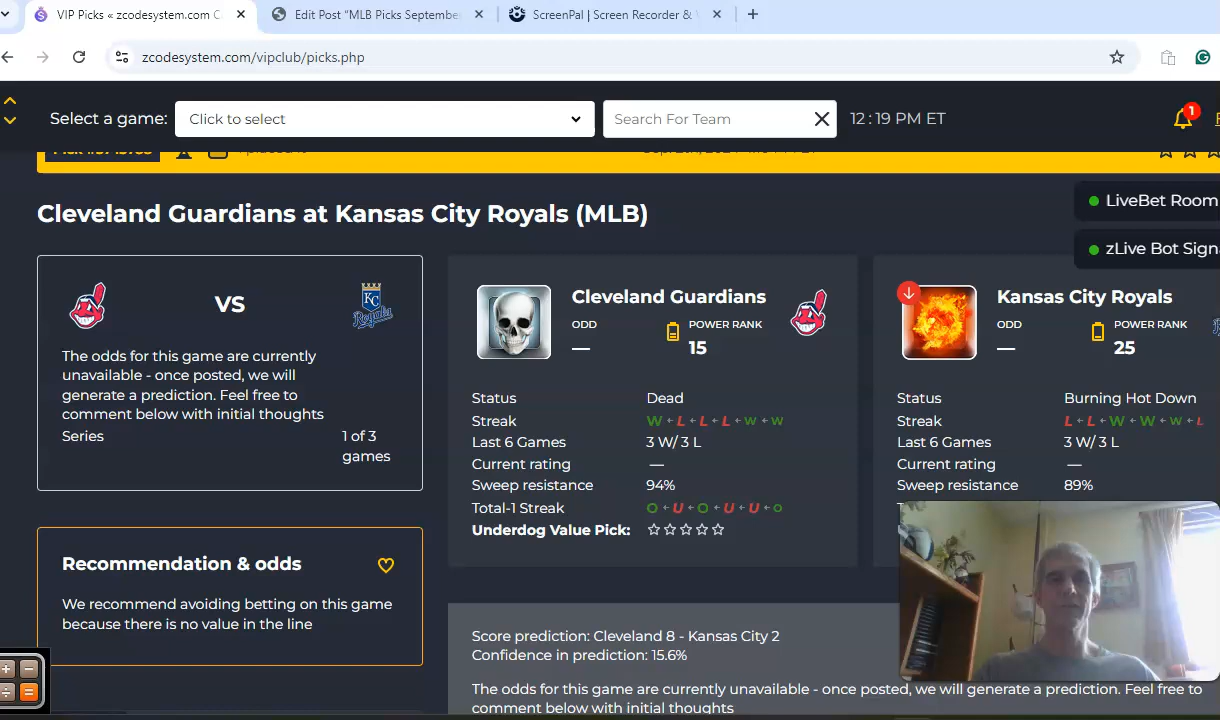 VIP Picks « zcodesystem.com C
Edit Post "MLB Picks Septembe
ScreenPal | Screen Recorder &
zcodesystem.com/vipclub/picks.php
Select a game:
Click to select
Search For Team
12 : 19 PM ET
1
Cleveland Guardians at Kansas City Royals (MLB)
LiveBet Room
zLive Bot Sign
VS
The odds for this game are currently
unavailable - once posted, we will
generate a prediction. Feel free to
comment below with initial thoughts
Series 1 of 3
games
Recommendation & odds
We recommend avoiding betting on this game
because there is no value in the line
Cleveland Guardians
ODD
—
POWER RANK
15
Status Dead
Streak W L L L W W
Last 6 Games 3 W/ 3 L
Current rating —
Sweep resistance 94%
Total-1 Streak O U O U U O
Underdog Value Pick:
Kansas City Royals
ODD
—
POWER RANK
25
Status Burning Hot Down
Streak L L W W W L
Last 6 Games 3 W/ 3 L
Current rating —
Sweep resistance 89%
Score prediction: Cleveland 8 - Kansas City 2
Confidence in prediction: 15.6%
The odds for this game are currently unavailable - once posted, we will generate a prediction. Feel free to
comment below with initial thoughts